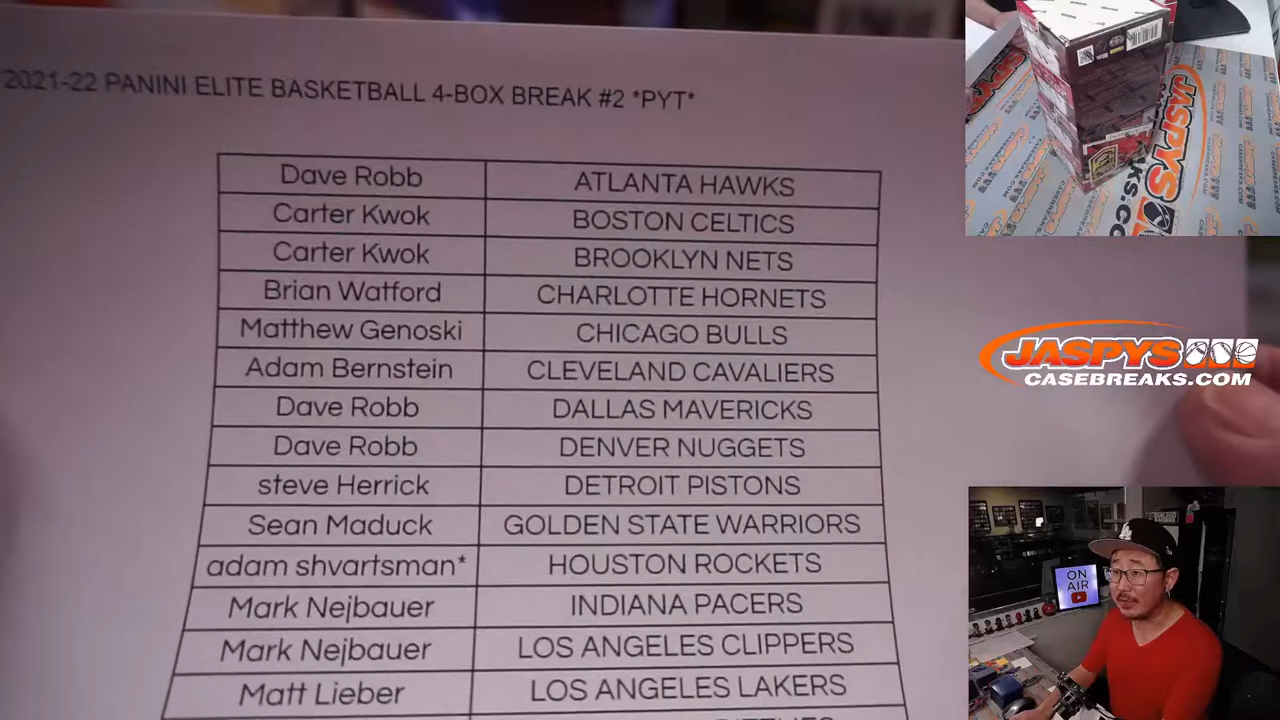 2021-22 PANINI ELITE BASKETBALL 4-BOX BREAK #2 *PYT*
Dave Robb ATLANTA HAWKS
Carter Kwok BOSTON CELTICS
Carter Kwok BROOKLYN NETS
Brian Watford CHARLOTTE HORNETS
Matthew Genoski CHICAGO BULLS
Adam Bernstein CLEVELAND CAVALIERS
Dave Robb DALLAS MAVERICKS
Dave Robb DENVER NUGGETS
steve Herrick DETROIT PISTONS
Sean Maduck GOLDEN STATE WARRIORS
adam shvartsman* HOUSTON ROCKETS
Mark Nejbauer INDIANA PACERS
Mark Nejbauer LOS ANGELES CLIPPERS
Matt Lieber LOS ANGELES LAKERS
JASPYS
CASEBREAKS.COM
JASPYS
ON
AIR
LA